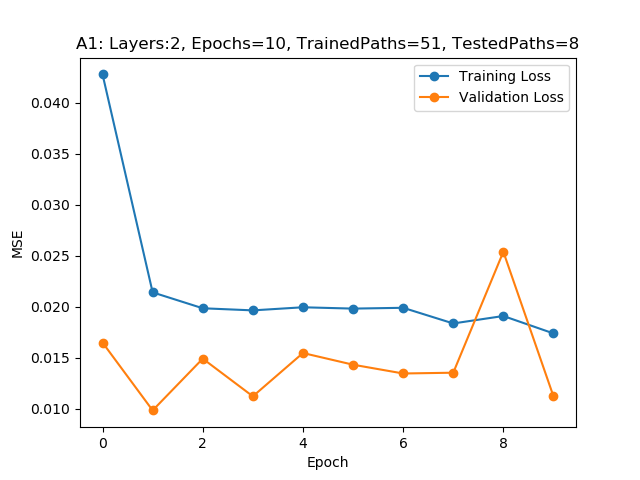 A1: Layers:2, Epochs=10, TrainedPaths=51, TestedPaths=8
Training Loss
Validation Loss
0.040
0.035
0.030
0.025
0.020
0.015
0.010
MSE
0 2 4 6 8
Epoch